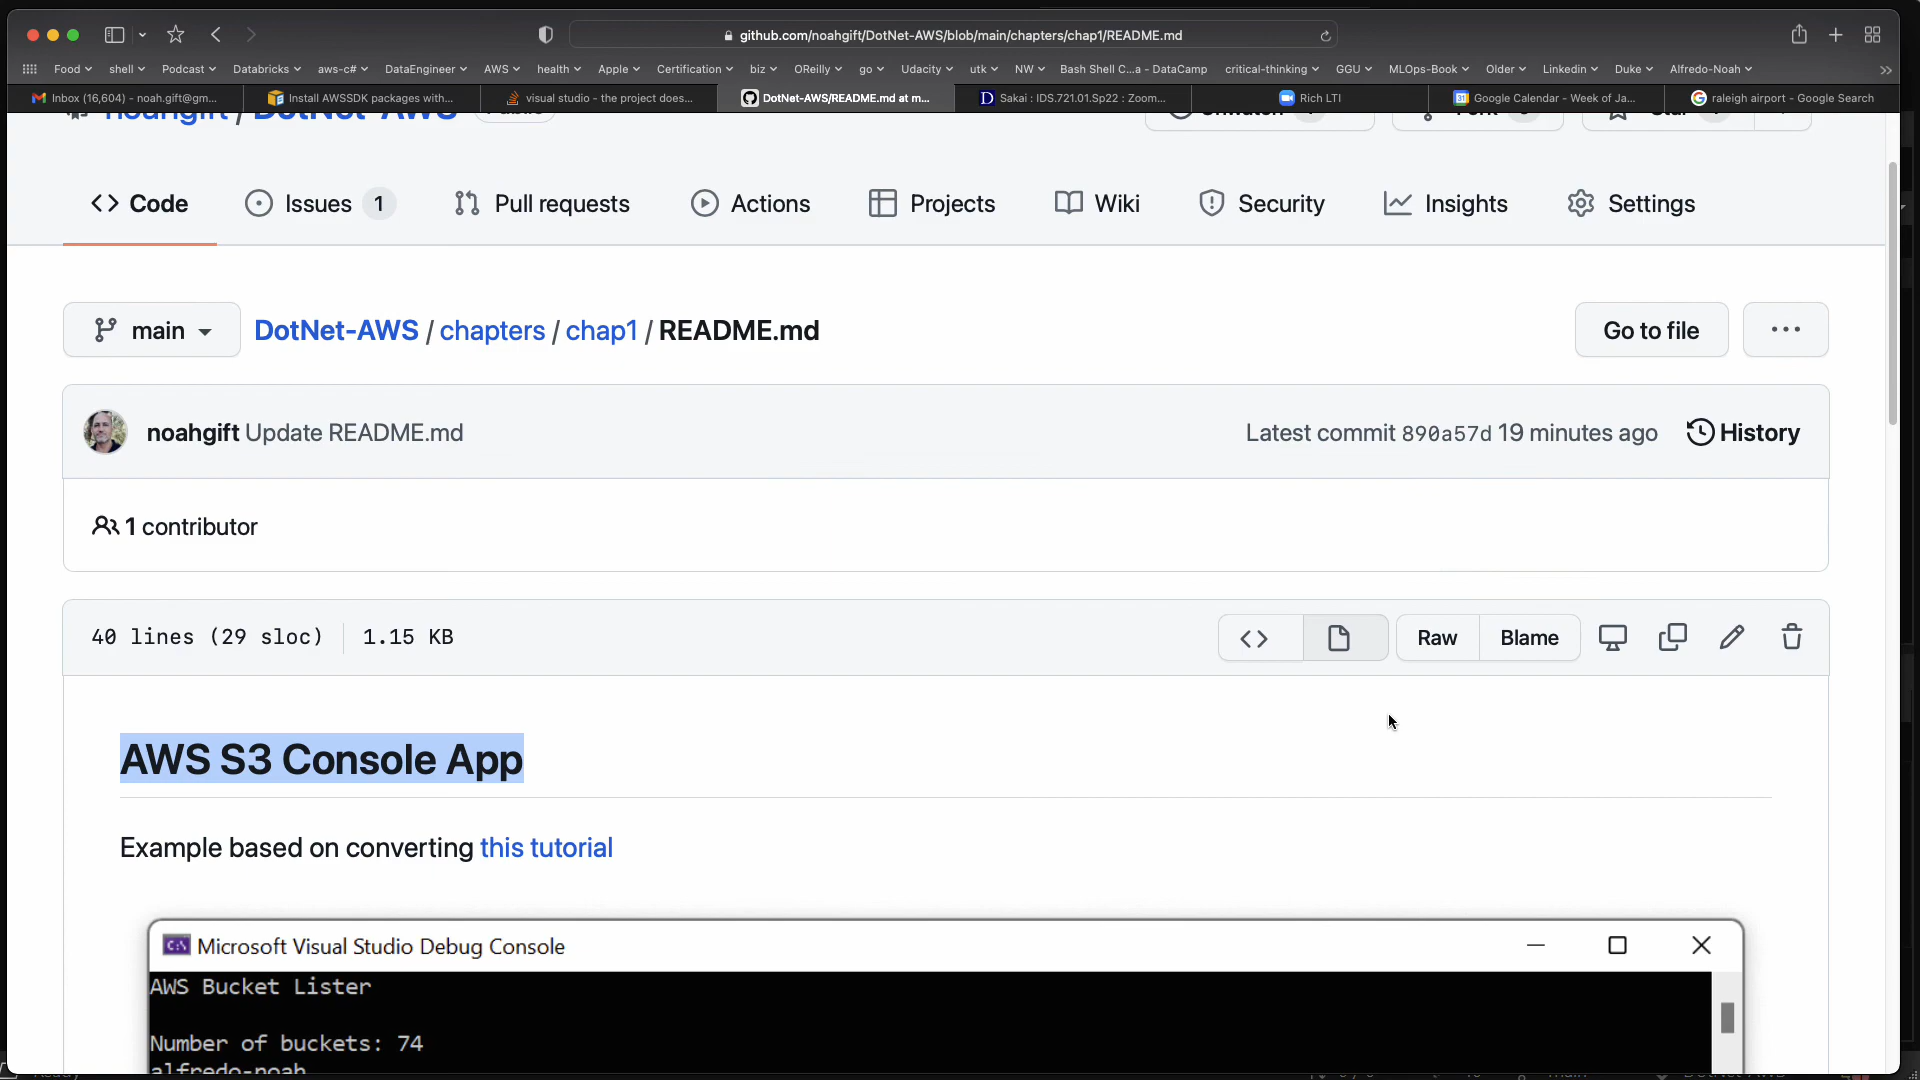 github.com/noahgift/DotNet-AWS/blob/main/chapters/chap1/README.md
Food shell Podcast Databricks aws-c# DataEngineer AWS health Apple Certification biz OReilly go Udacity utk NW Bash Shell C...a - DataCamp critical-thinking GGU MLOps-Book Older Linkedin Duke Alfredo-Noah
Inbox (16,604) - noah.gift@gm... Install AWSSDK packages with... visual studio - the project does... DotNet-AWS/README.md at m... Sakai : IDS.721.01.Sp22 : Zoom... Rich LTI Google Calendar - Week of Ja... raleigh airport - Google Search
noahgift / DotNet-AWS
Code Issues 1 Pull requests Actions Projects Wiki Security Insights Settings
main DotNet-AWS / chapters / chap1 / README.md Go to file
noahgift Update README.md Latest commit 890a57d 19 minutes ago History
1 contributor
40 lines (29 sloc) 1.15 KB Raw Blame
AWS S3 Console App
Example based on converting this tutorial
Microsoft Visual Studio Debug Console
AWS Bucket Lister
Number of buckets: 74
alfredo-noah